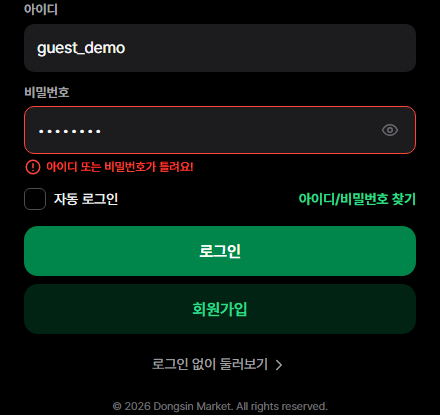 아이디
guest_demo
비밀번호
••••••••
아이디 또는 비밀번호가 틀려요!
자동 로그인
아이디/비밀번호 찾기
로그인
회원가입
로그인 없이 둘러보기 >
© 2026 Dongsin Market. All rights reserved.